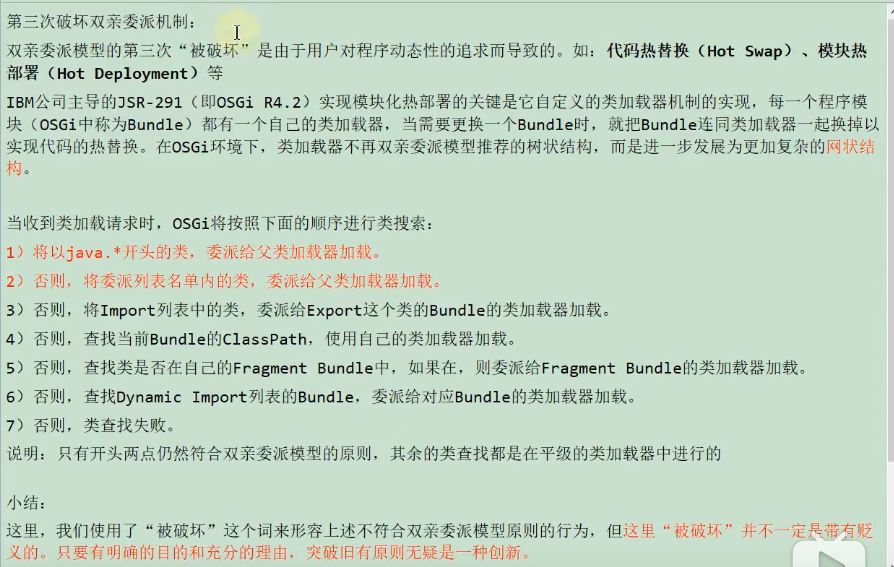 第三次破坏双亲委派机制:
双亲委派模型的第三次“被破坏”是由于用户对程序动态性的追求而导致的。如: 代码热替换(Hot Swap)、模块热
部署(Hot Deployment)等
IBM公司主导的JSR-291(即OSGi R4.2)实现模块化热部署的关键是它自定义的类加载器机制的实现,每一个程序模
块(OSGi中称为Bundle)都有一个自己的类加载器,当需要更换一个Bundle时,就把Bundle连同类加载器一起换掉以
实现代码的热替换。在OSGi环境下,类加载器不再双亲委派模型推荐的树状结构,而是进一步发展为更加复杂的网状结
构。
当收到类加载请求时,OSGi将按照下面的顺序进行类搜索:
1)将以java.*开头的类,委派给父类加载器加载。
2)否则,将委派列表名单内的类,委派给父类加载器加载。
3)否则,将Import列表中的类,委派给Export这个类的Bundle的类加载器加载。
4)否则,查找当前Bundle的ClassPath,使用自己的类加载器加载。
5)否则,查找类是否在自己的Fragment Bundle中,如果在,则委派给Fragment Bundle的类加载器加载。
6)否则,查找Dynamic Import列表的Bundle,委派给对应Bundle的类加载器加载。
7)否则,类查找失败。
说明: 只有开头两点仍然符合双亲委派模型的原则,其余的类查找都是在平级的类加载器中进行的
小结:
这里,我们使用了“被破坏”这个词来形容上述不符合双亲委派模型原则的行为,但这里“被破坏”并不一定是带有贬
义的。只要有明确的目的和充分的理由,突破旧有原则无疑是一种创新。